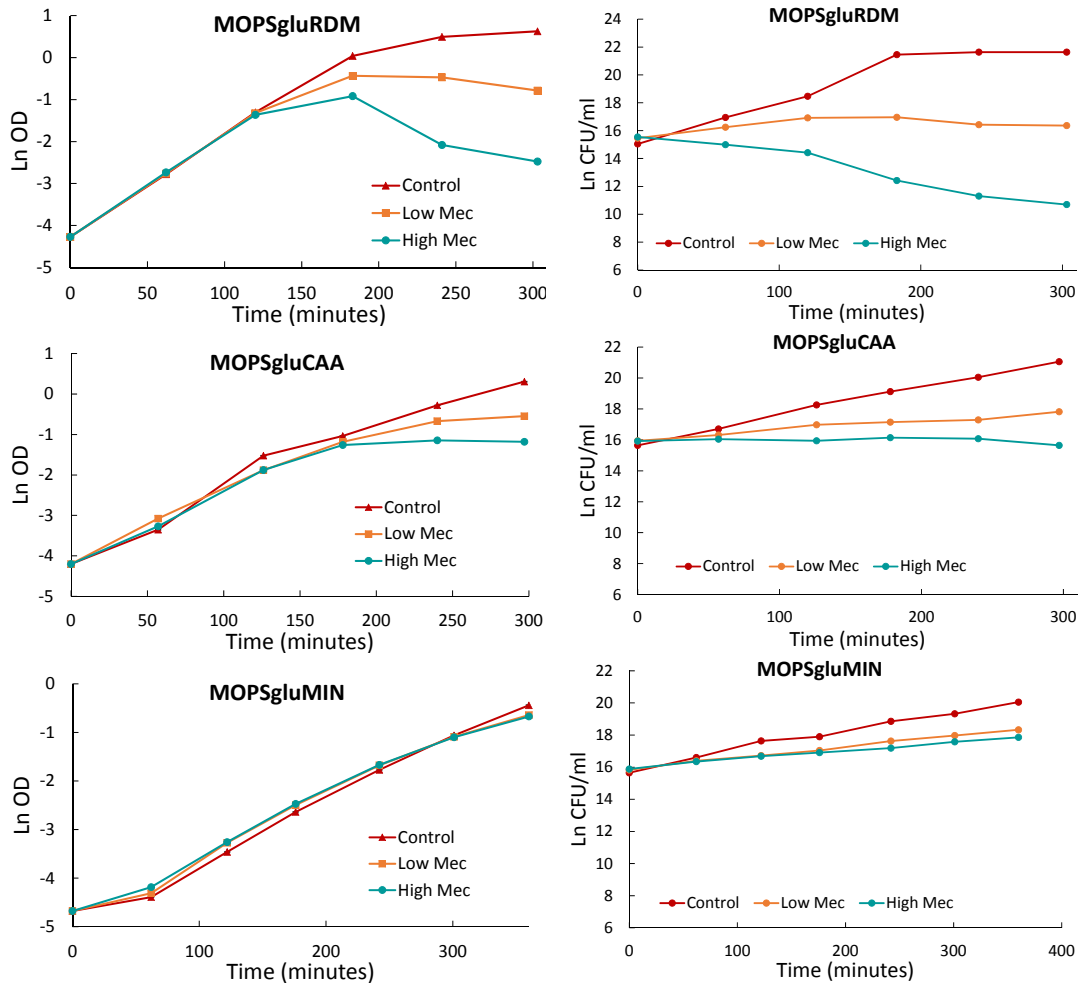 MOPSgluRDM
1
0
-1
-2
-3
-4
-5
Ln OD
Control
Low Mec
High Mec
0 50 100 150 200 250 300
Time (minutes)
MOPSgluRDM
24
22
20
18
16
14
12
10
8
6
Ln CFU/ml
Control Low Mec High Mec
0 100 200 300
Time (minutes)
MOPSgluCAA
1
0
-1
-2
-3
-4
-5
Ln OD
Control
Low Mec
High Mec
0 50 100 150 200 250 300
Time (minutes)
MOPSgluCAA
22
20
18
16
14
12
10
8
6
Ln CFU/ml
Control Low Mec High Mec
0 100 200 300
Time (minutes)
MOPSgluMIN
0
-1
-2
-3
-4
-5
Ln OD
Control
Low Mec
High Mec
0 100 200 300
Time (minutes)
MOPSgluMIN
22
20
18
16
14
12
10
8
6
Ln CFU/ml
Control Low Mec High Mec
0 100 200 300 400
Time (minutes)